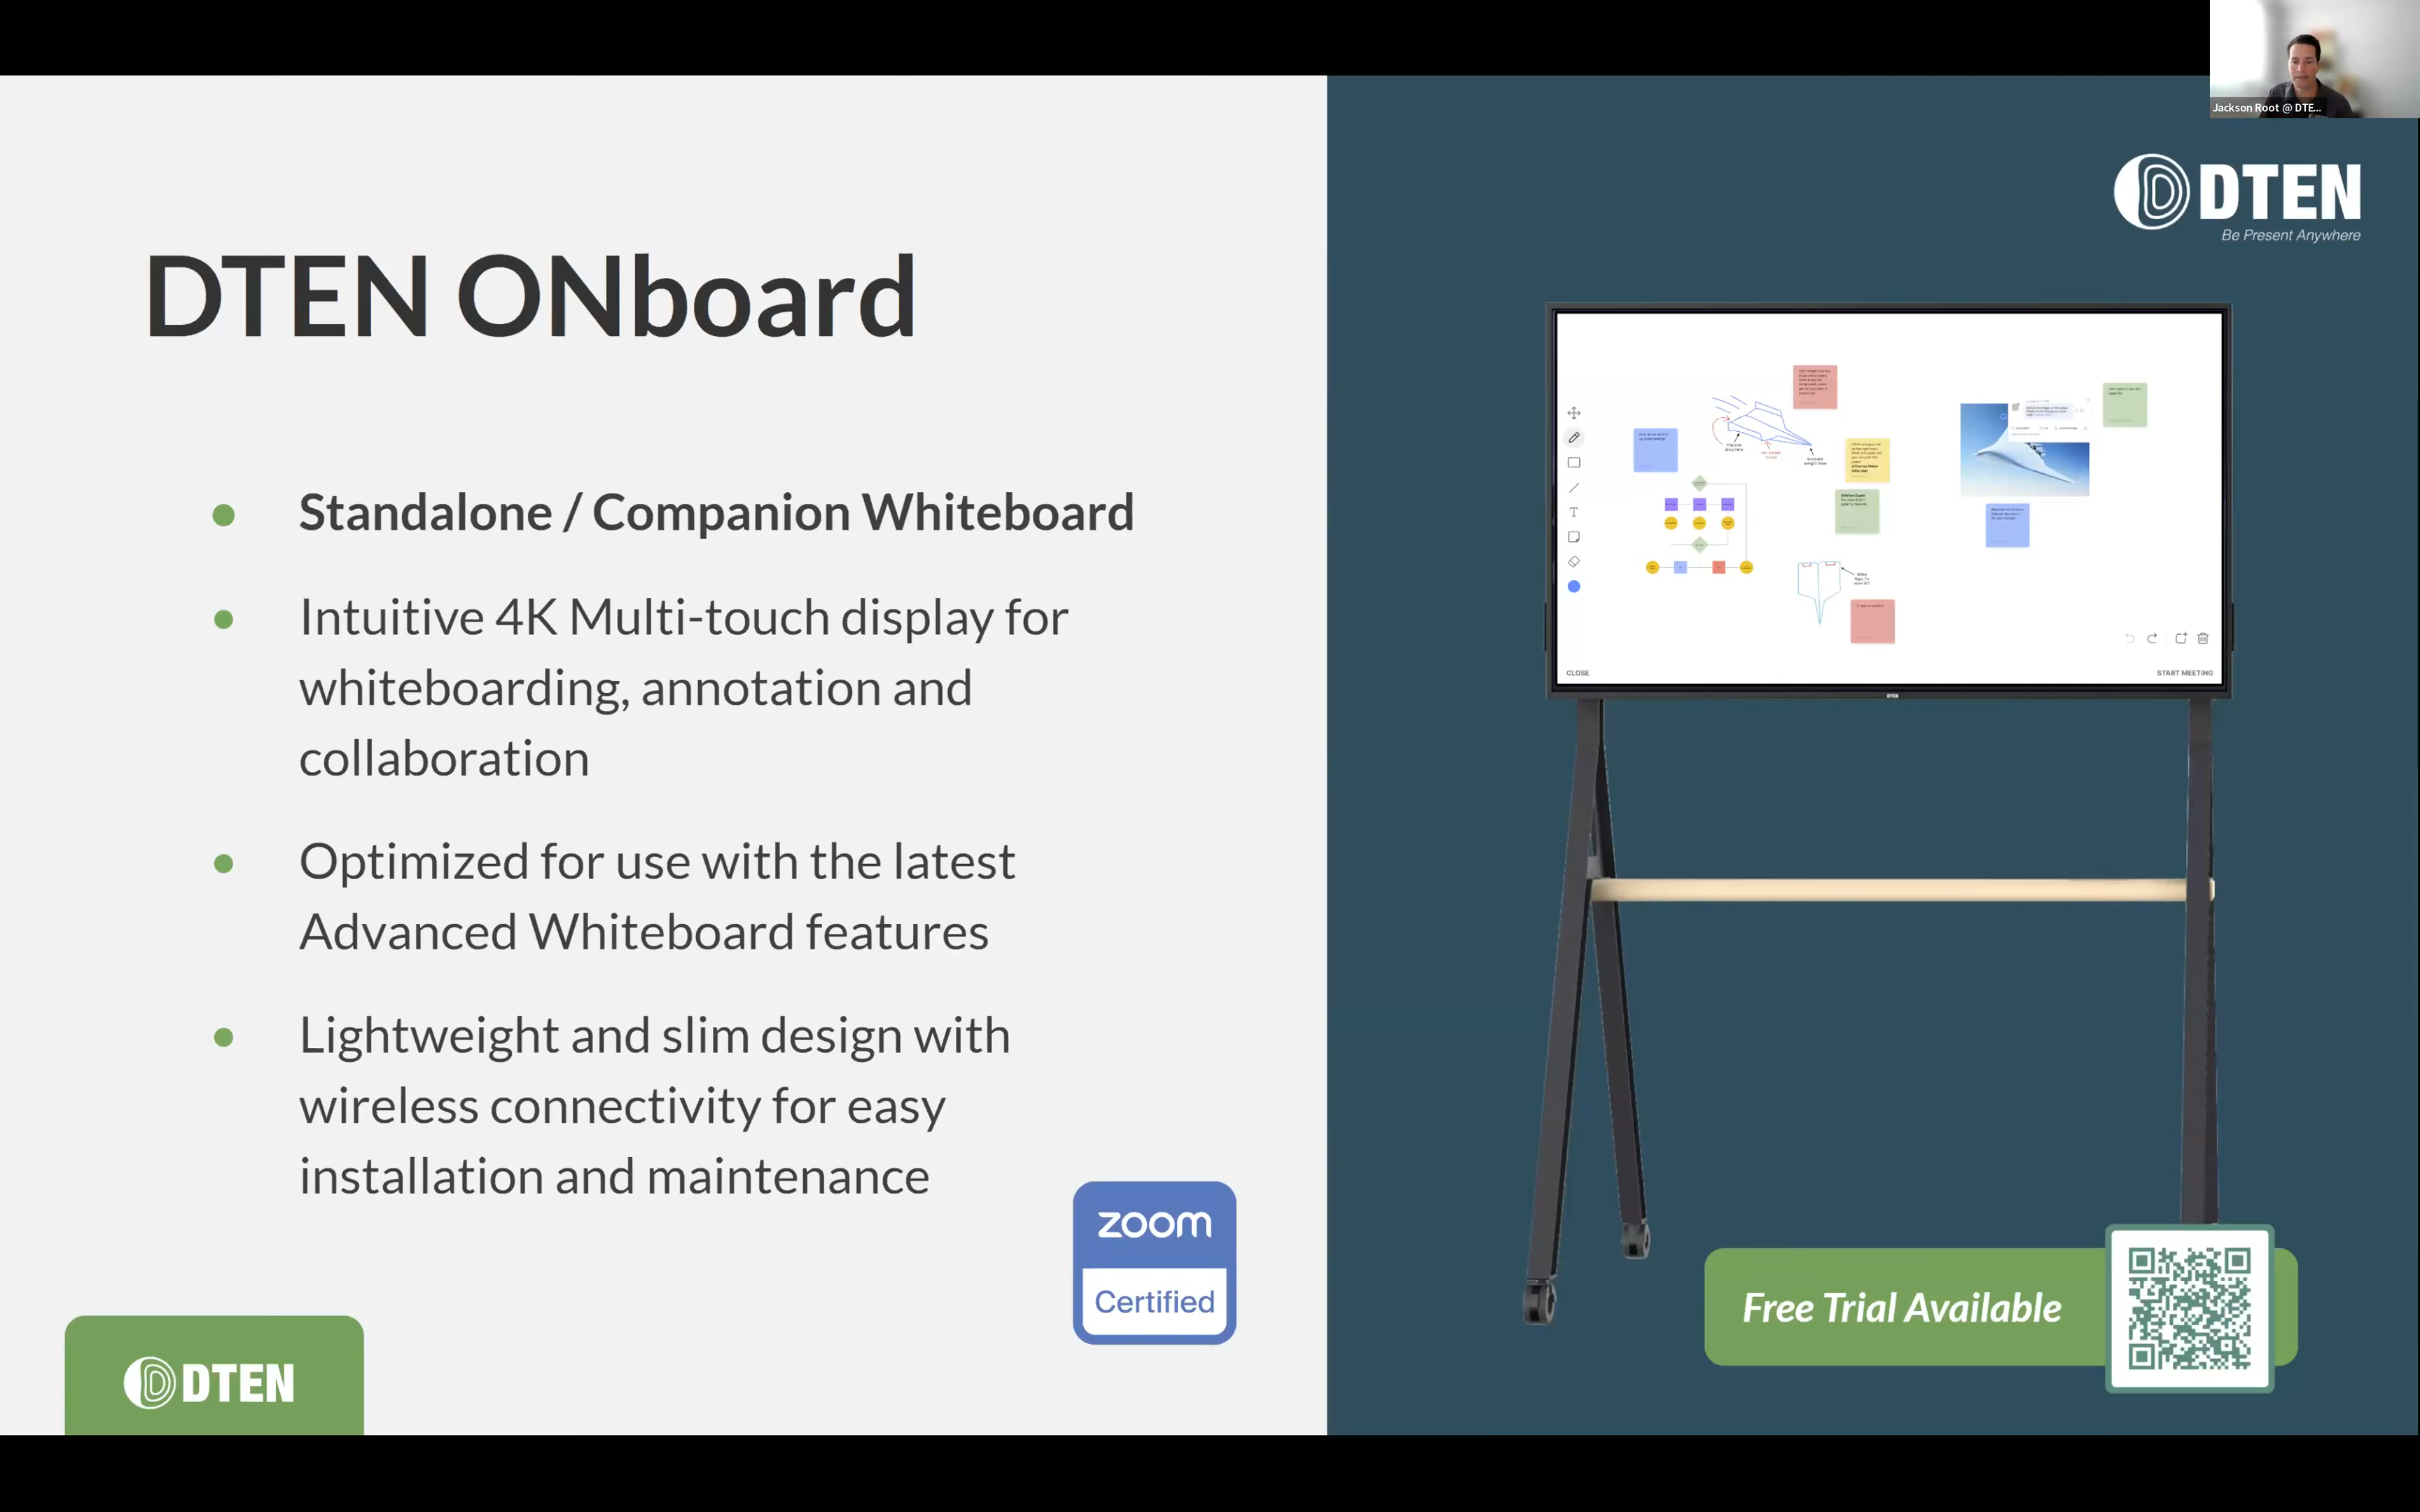 Jackson Root @ DTE...
DTEN
Be Present Anywhere
DTEN ONboard
Standalone / Companion Whiteboard
Intuitive 4K Multi-touch display for
whiteboarding, annotation and
collaboration
Optimized for use with the latest
Advanced Whiteboard features
Lightweight and slim design with
wireless connectivity for easy
installation and maintenance
zoom
Certified
DTEN
T
CLOSE
START MEETING
DTEN
Free Trial Available